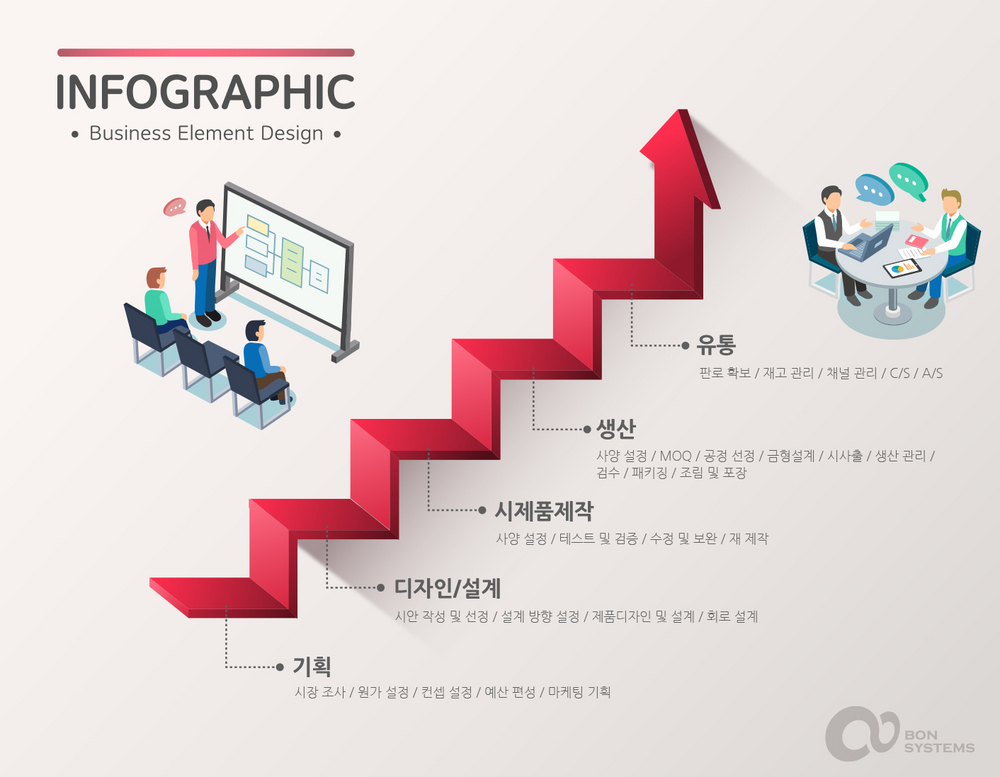 INFOGRAPHIC
• Business Element Design •
유통
판로 확보 / 재고 관리 / 채널 관리 / C/S / A/S
생산
사양 설정 / MOQ / 공정 선정 / 금형설계 / 시사출 / 생산 관리 /
검수 / 패키징 / 조립 및 포장
시제품제작
사양 설정 / 테스트 및 검증 / 수정 및 보완 / 재 제작
디자인/설계
시안 작성 및 선정 / 설계 방향 설정 / 제품디자인 및 설계 / 회로 설계
기획
시장 조사 / 원가 설정 / 컨셉 설정 / 예산 편성 / 마케팅 기획
BON
SYSTEMS